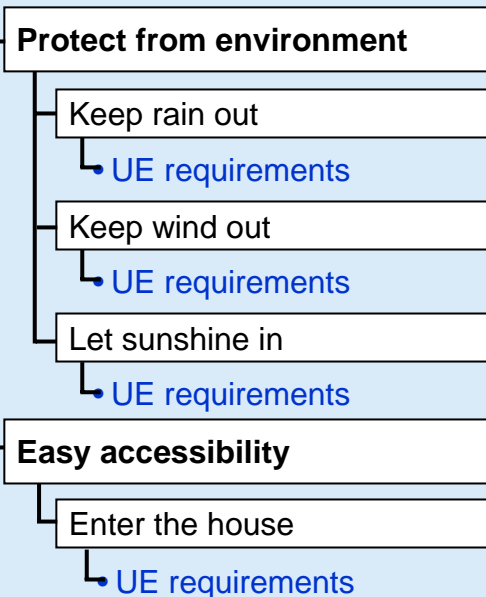 Protect from environment
Keep rain out
UE requirements
Keep wind out
UE requirements
Let sunshine in
UE requirements
Easy accessibility
Enter the house
UE requirements